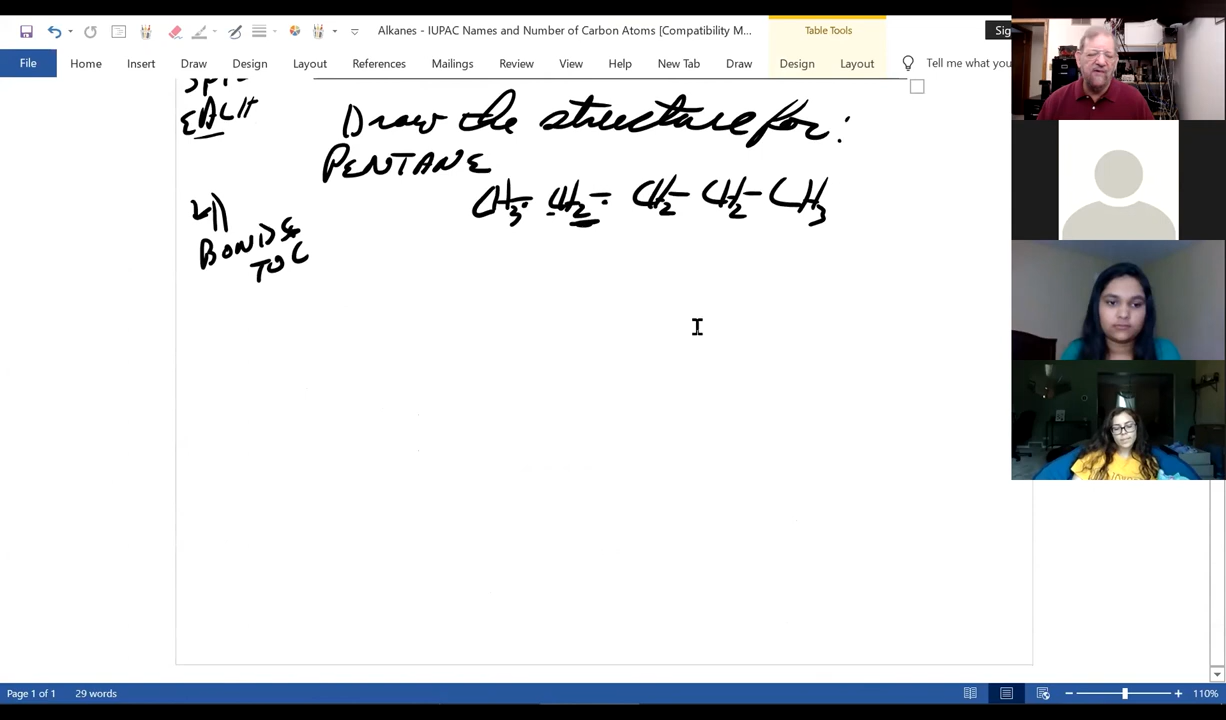 Alkanes - IUPAC Names and Number of Carbon Atoms [Compatibility M...
Table Tools
Sig
File Home Insert Draw Design Layout References Mailings Review View Help New Tab Draw Design Layout Tell me what you
EACH
Draw the structure for:
PENTANE
CH3 - CH2 - CH2 - CH2 - CH3
4
BONDS
TO C
Page 1 of 1 29 words 110%